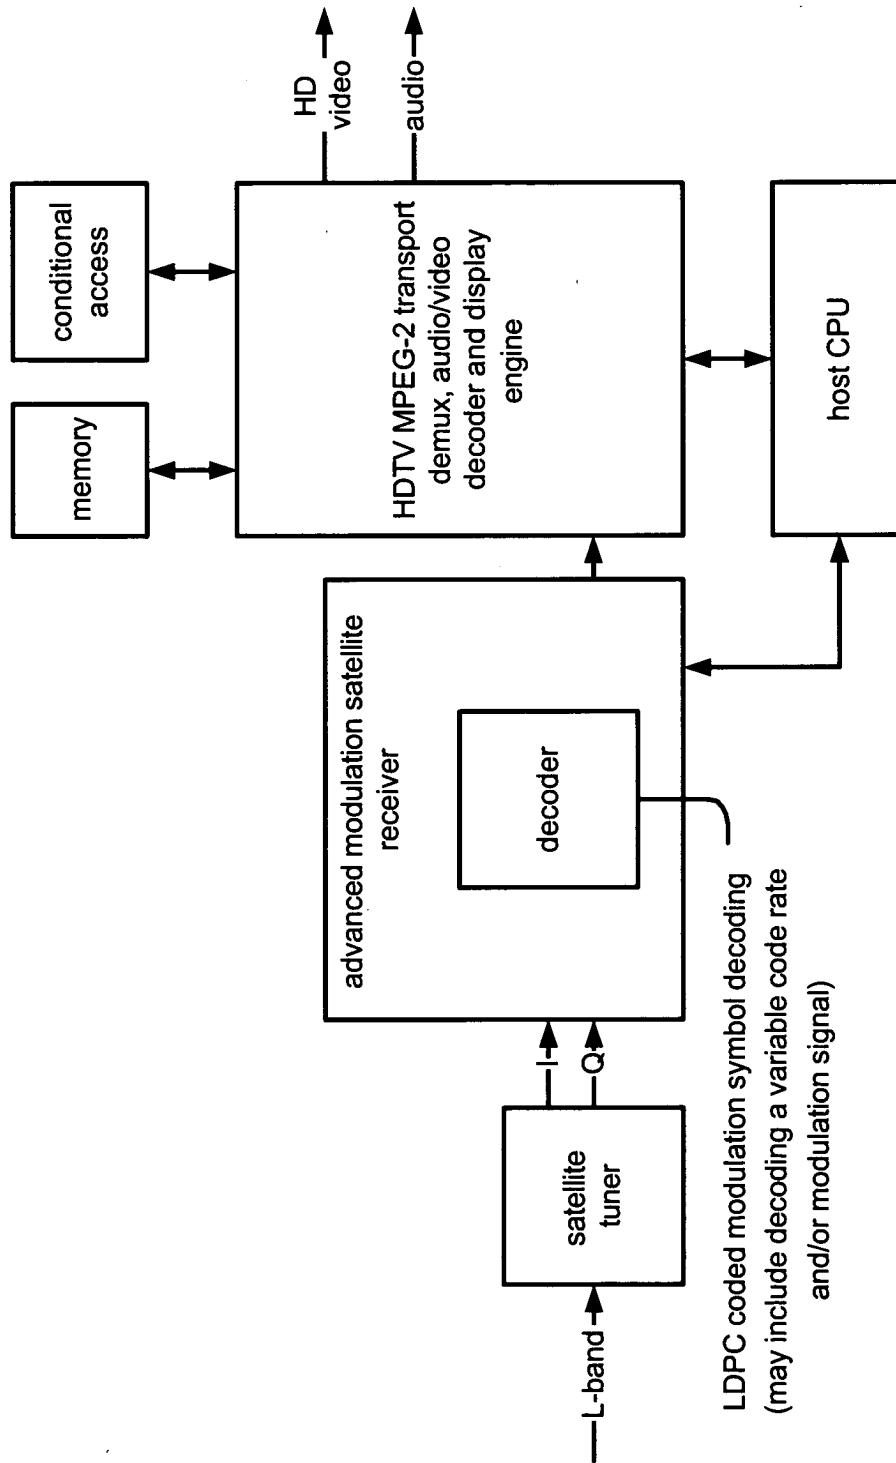 L-band
satellite
tuner
I
Q
advanced modulation satellite
receiver
decoder
LDPC coded modulation symbol decoding
(may include decoding a variable code rate
and/or modulation signal)
memory
conditional
access
HDTV MPEG-2 transport
demux, audio/video
decoder and display
engine
HD
video
audio
host CPU